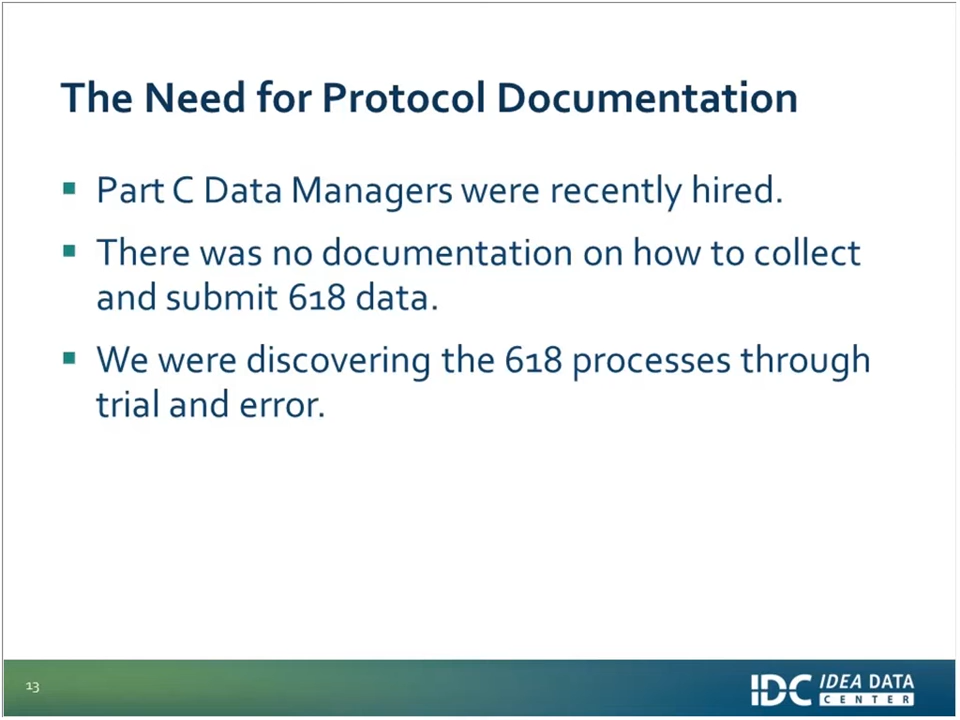 The Need for Protocol Documentation
▪ Part C Data Managers were recently hired.
▪ There was no documentation on how to collect
and submit 618 data.
▪ We were discovering the 618 processes through
trial and error.
13
IDC IDEA DATA
CENTER